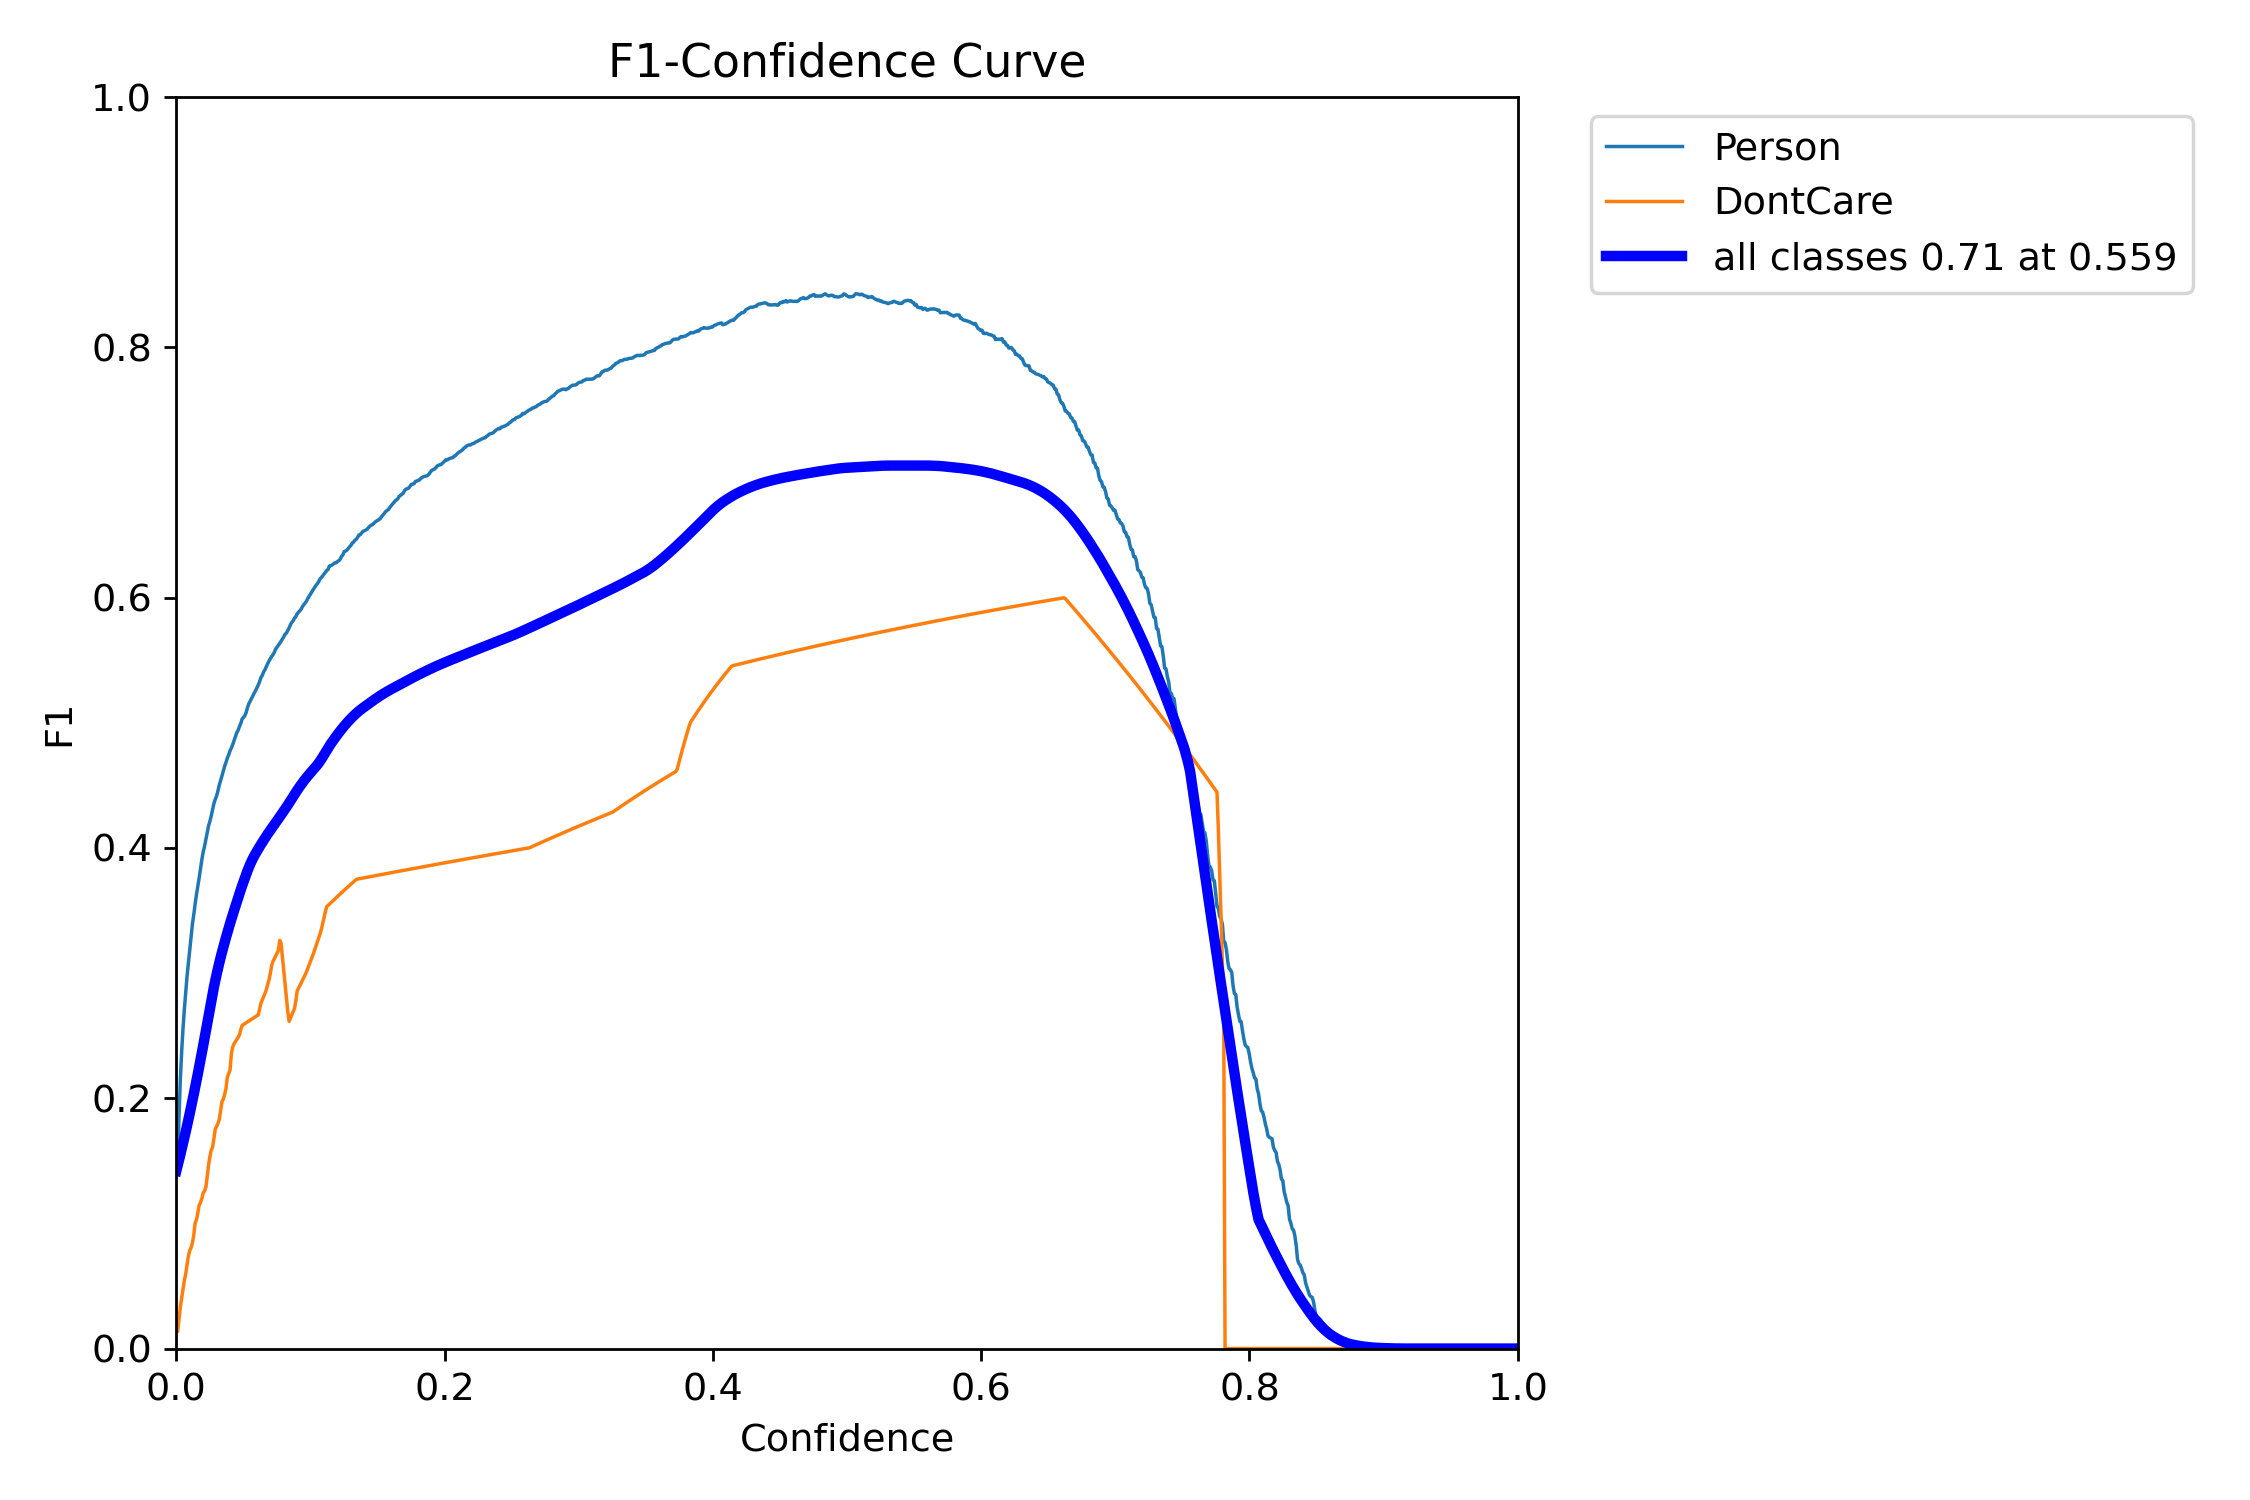 F1-Confidence Curve
1.0
0.8
0.6
0.4
0.2
0.0
F1
0.0 0.2 0.4 0.6 0.8 1.0
Confidence
Person
DontCare
all classes 0.71 at 0.559